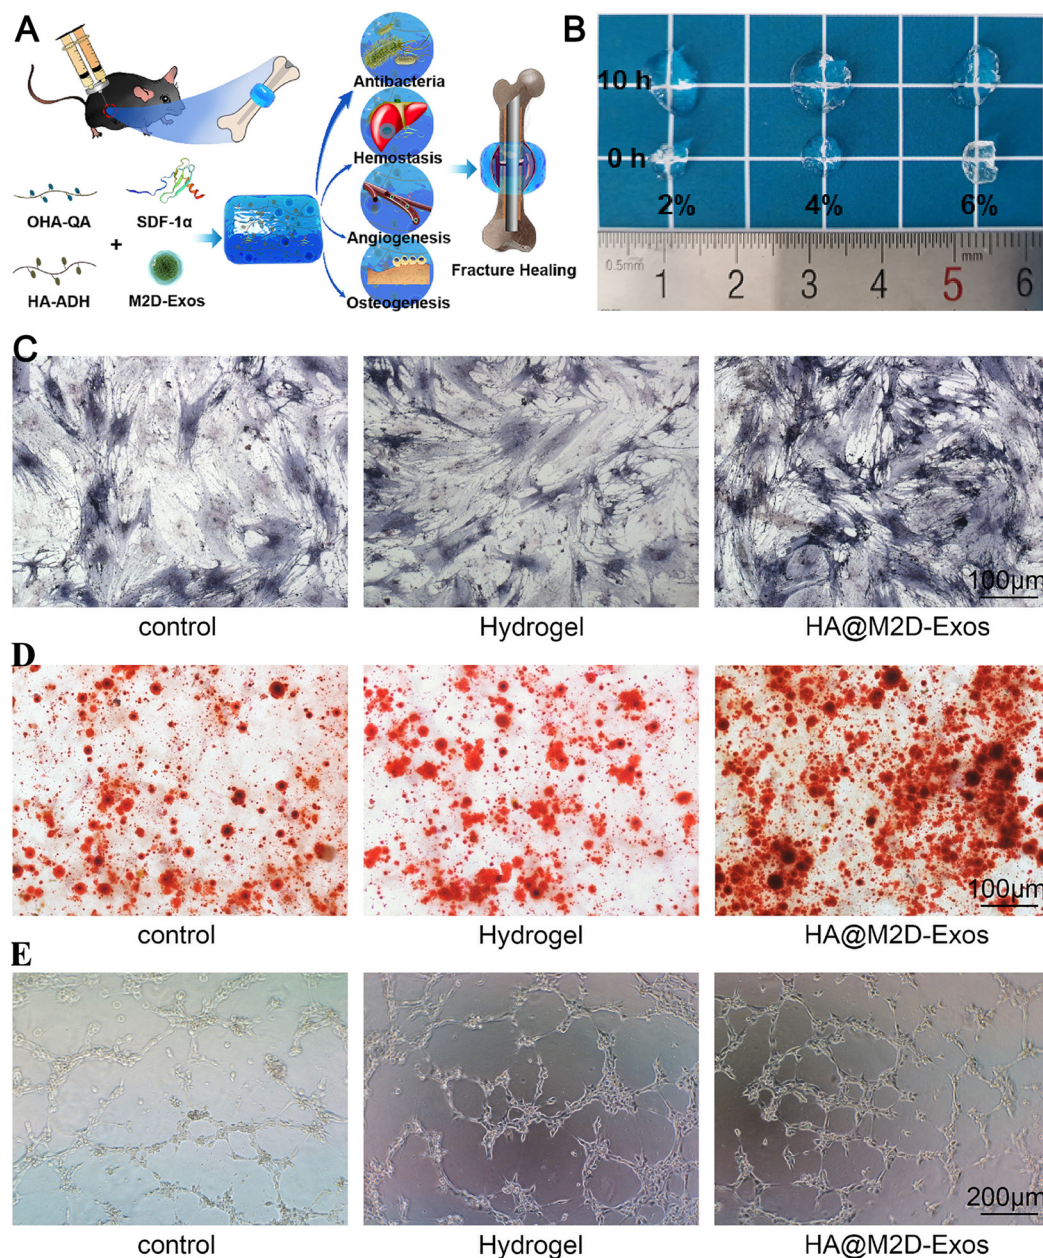 A
Antibacteria
Hemostasis
OHA-QA
SDF-1α
+
Angiogenesis
HA-ADH
M2D-Exos
Osteogenesis
Fracture Healing
B
10 h
0 h
2% 4% 6%
0.5mm
mm
1 2 3 4 5 6
C
100μm
control Hydrogel HA@M2D-Exos
D
100μm
control Hydrogel HA@M2D-Exos
E
200μm
control Hydrogel HA@M2D-Exos